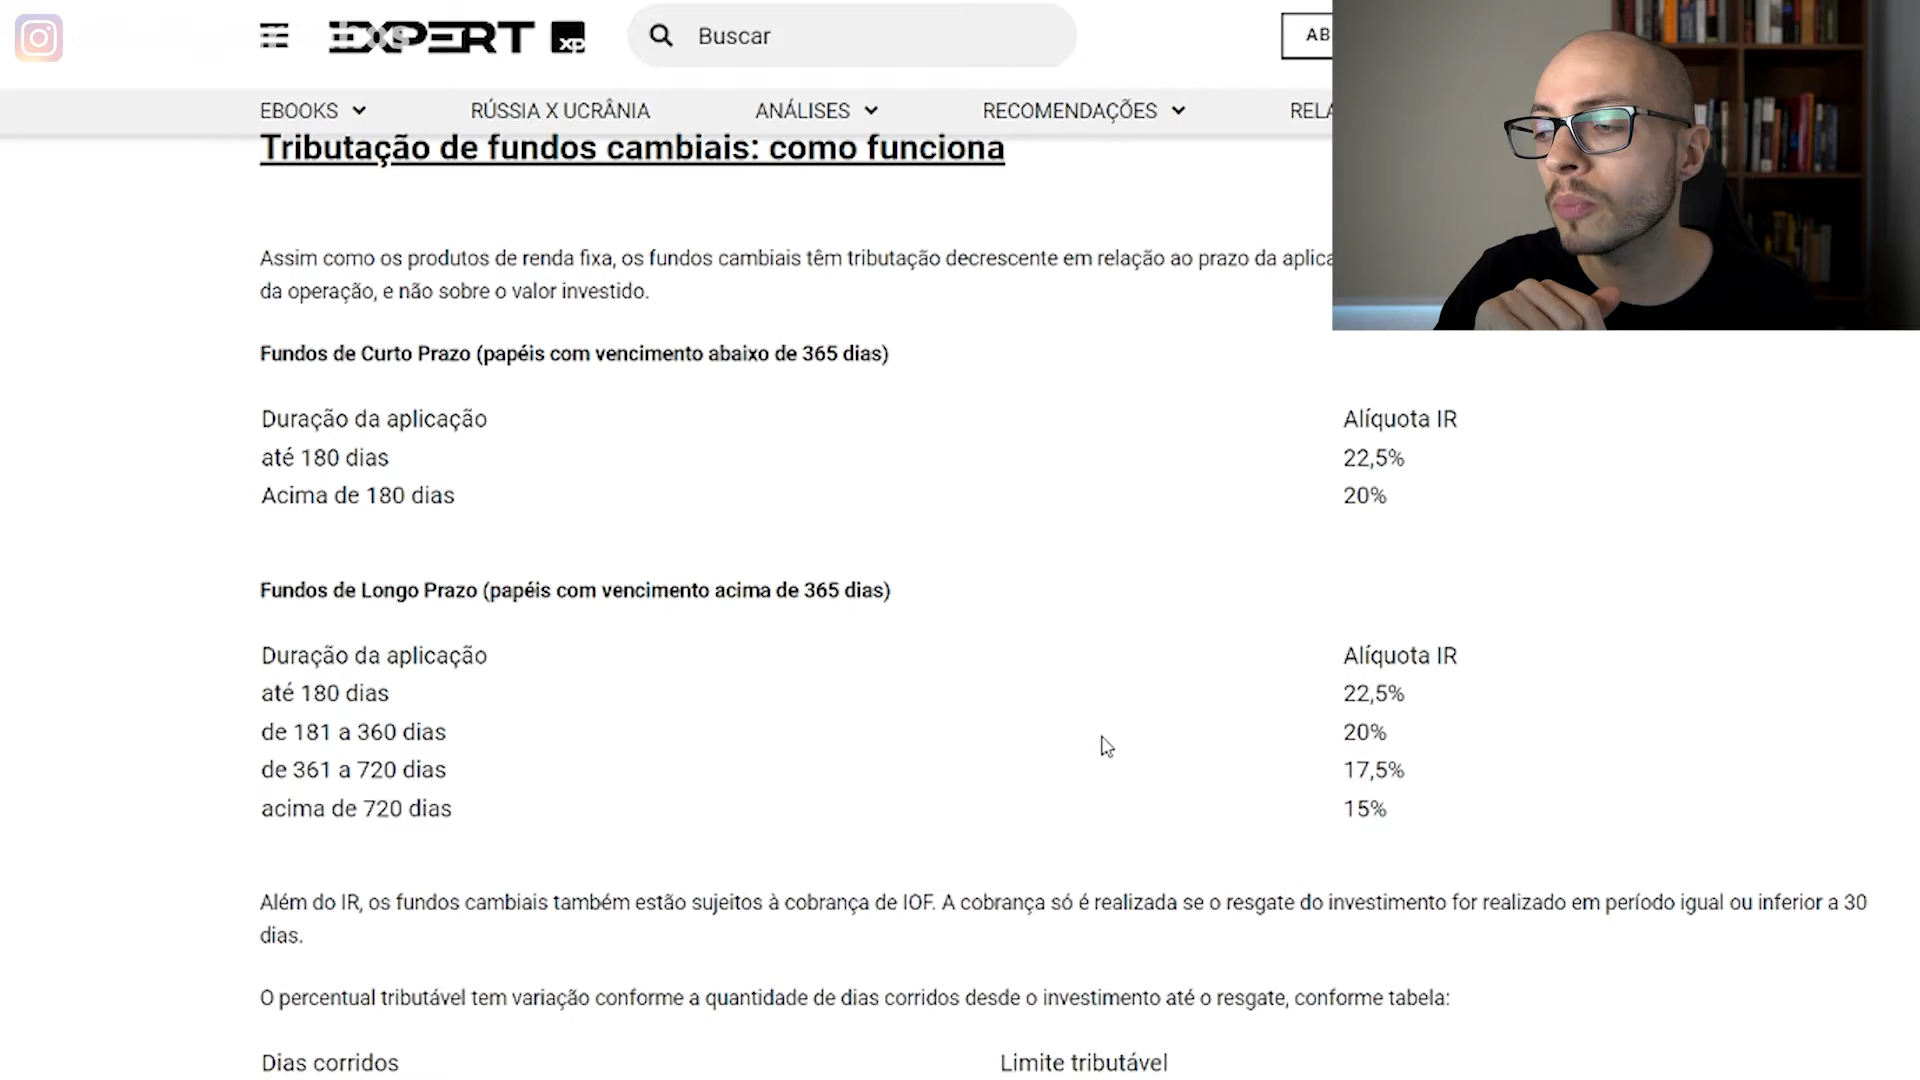 EXPERT
xp
Buscar
AB
EBOOKS
RÚSSIA X UCRÂNIA
ANÁLISES
RECOMENDAÇÕES
RELA
Tributação de fundos cambiais: como funciona
Assim como os produtos de renda fixa, os fundos cambiais têm tributação decrescente em relação ao prazo da aplica
da operação, e não sobre o valor investido.
Fundos de Curto Prazo (papéis com vencimento abaixo de 365 dias)
Duração da aplicação Alíquota IR
até 180 dias 22,5%
Acima de 180 dias 20%
Fundos de Longo Prazo (papéis com vencimento acima de 365 dias)
Duração da aplicação Alíquota IR
até 180 dias 22,5%
de 181 a 360 dias 20%
de 361 a 720 dias 17,5%
acima de 720 dias 15%
Além do IR, os fundos cambiais também estão sujeitos à cobrança de IOF. A cobrança só é realizada se o resgate do investimento for realizado em período igual ou inferior a 30
dias.
O percentual tributável tem variação conforme a quantidade de dias corridos desde o investimento até o resgate, conforme tabela:
Dias corridos Limite tributável